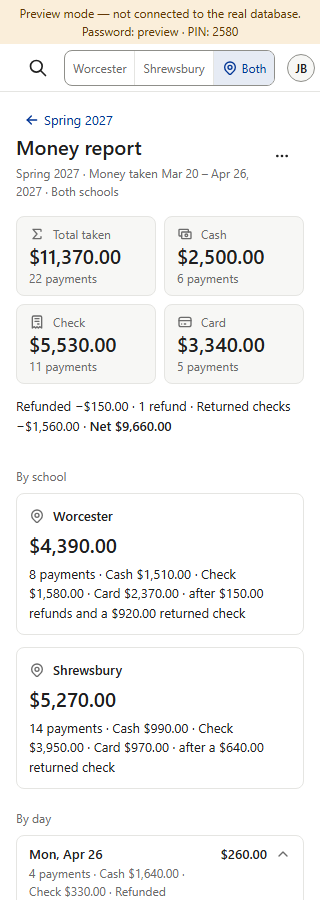 Preview mode — not connected to the real database.
Password: preview · PIN: 2580
Worcester Shrewsbury Both JB
Spring 2027
Money report
Spring 2027 · Money taken Mar 20 – Apr 26,
2027 · Both schools
Total taken
$11,370.00
22 payments
Cash
$2,500.00
6 payments
Check
$5,530.00
11 payments
Card
$3,340.00
5 payments
Refunded −$150.00 · 1 refund · Returned checks
−$1,560.00 · Net $9,660.00
By school
Worcester
$4,390.00
8 payments · Cash $1,510.00 · Check
$1,580.00 · Card $2,370.00 · after $150.00
refunds and a $920.00 returned check
Shrewsbury
$5,270.00
14 payments · Cash $990.00 · Check
$3,950.00 · Card $970.00 · after a $640.00
returned check
By day
Mon, Apr 26 $260.00
4 payments · Cash $1,640.00 ·
Check $330.00 · Refunded